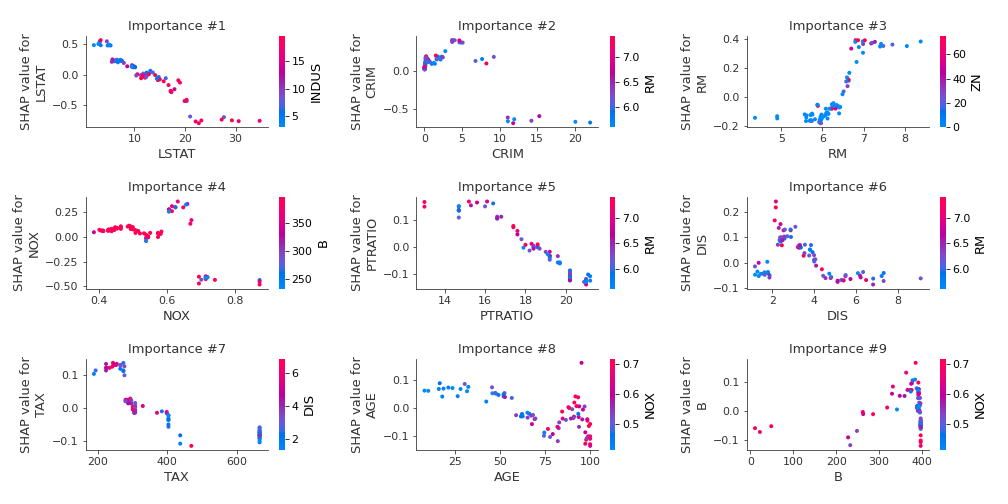 Importance #1
Importance #2
Importance #3
SHAP value for
LSTAT
0.5
0.0
−0.5
10
20
30
LSTAT
15
10
5
INDUS
SHAP value for
CRIM
0.0
−0.5
0
5
10
15
20
CRIM
7.0
6.5
6.0
RM
SHAP value for
RM
0.4
0.2
0.0
−0.2
5
6
7
8
RM
60
40
20
0
ZN
Importance #4
Importance #5
Importance #6
SHAP value for
NOX
0.25
0.00
−0.25
−0.50
0.4
0.6
0.8
NOX
350
300
250
B
SHAP value for
PTRATIO
0.1
0.0
−0.1
14
16
18
20
PTRATIO
7.0
6.5
6.0
RM
SHAP value for
DIS
0.2
0.1
0.0
−0.1
2
4
6
8
DIS
7.0
6.5
6.0
RM
Importance #7
Importance #8
Importance #9
SHAP value for
TAX
0.1
0.0
−0.1
200
400
600
TAX
6
4
2
DIS
SHAP value for
AGE
0.1
0.0
−0.1
25
50
75
100
AGE
0.7
0.6
0.5
NOX
SHAP value for
B
0.1
0.0
−0.1
0
100
200
300
400
B
0.7
0.6
0.5
NOX